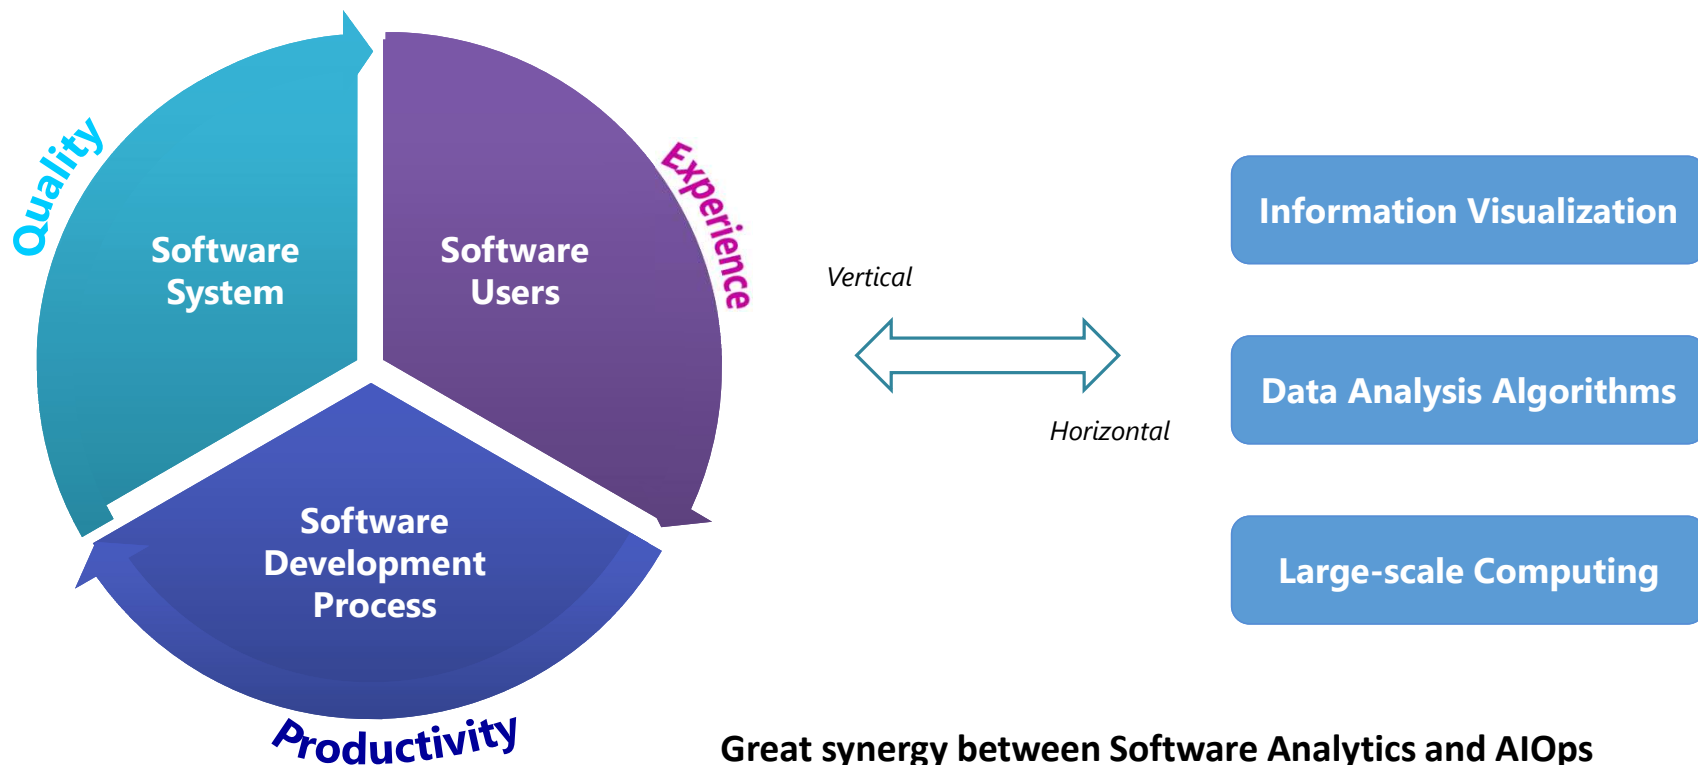 Quality
Software
System
Software
Users
Experience
Software
Development
Process
Productivity
Vertical
Horizontal
Information Visualization
Data Analysis Algorithms
Large-scale Computing
Great synergy between Software Analytics and AIOps